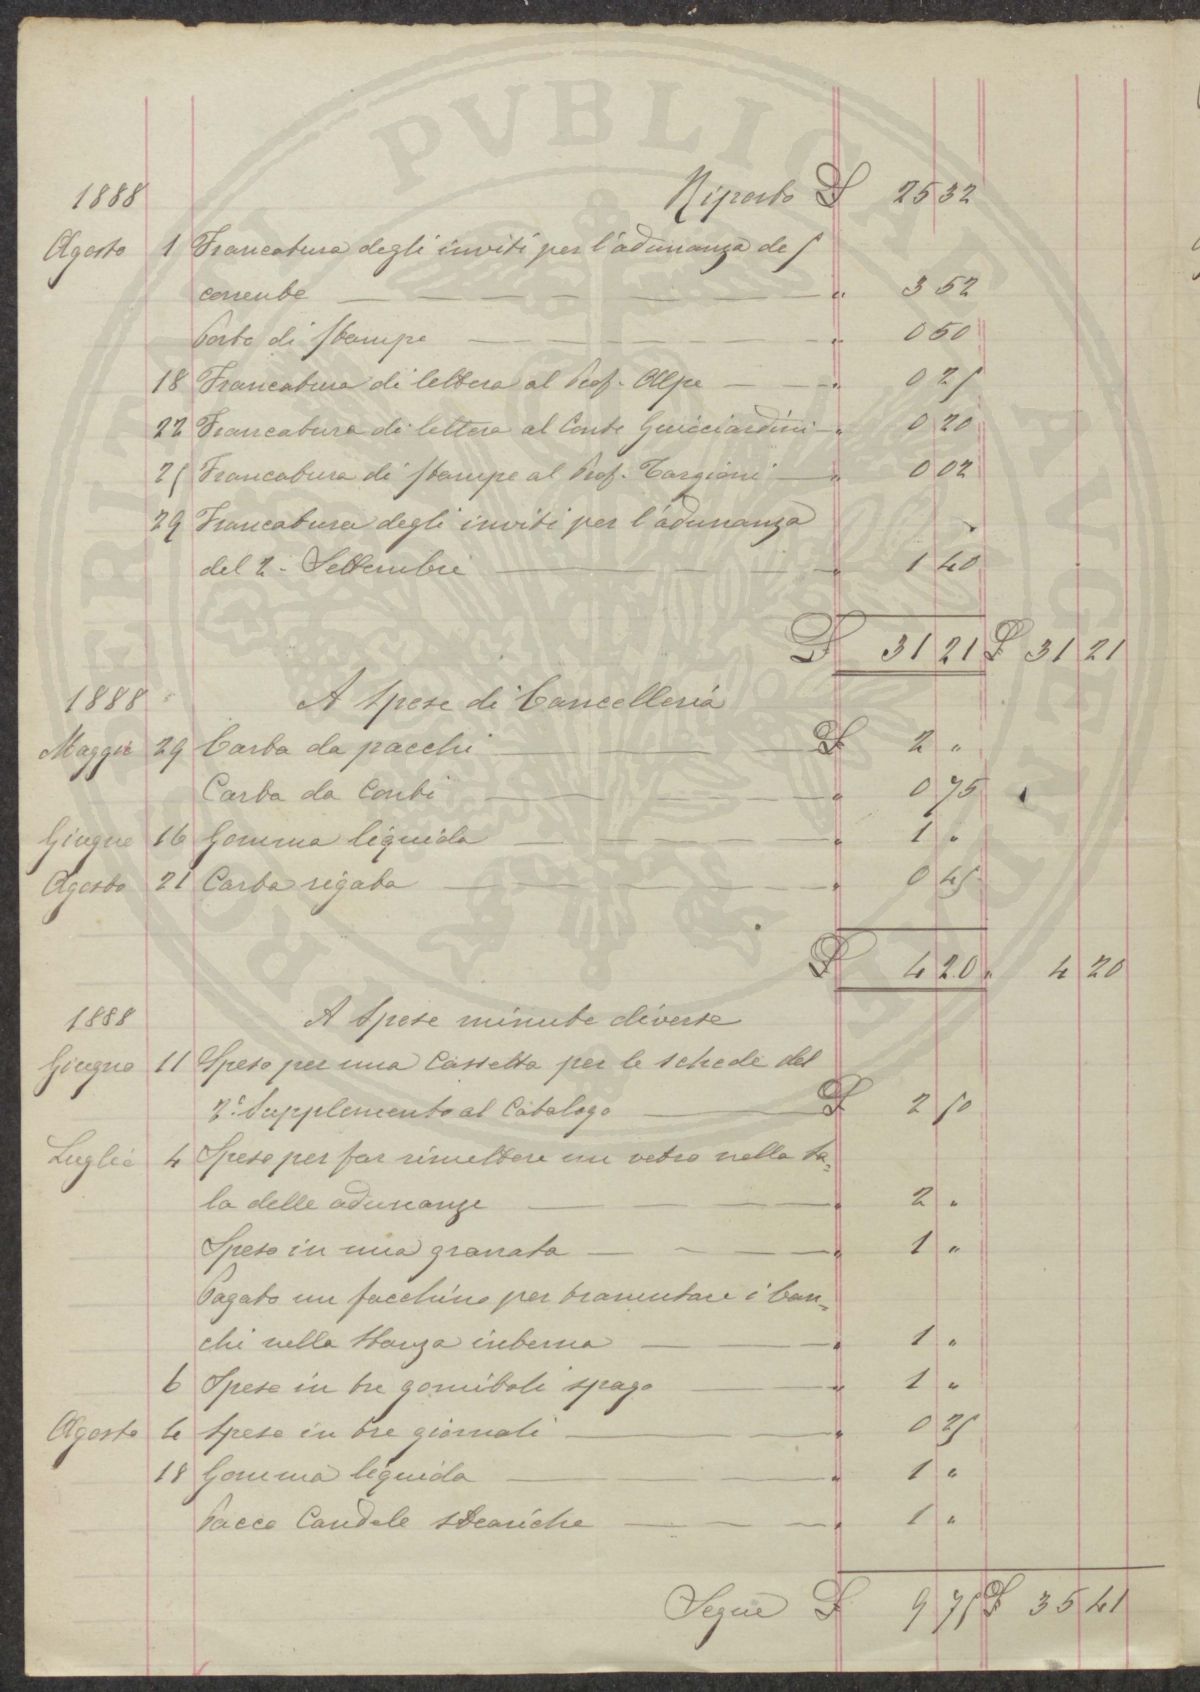 1888 Riporto £ 25 32
Agosto 1 Francatura degli inviti per l'adunanza de 5
corrente " 3 52
Porto di stampe " 0 50
18 Francatura di lettera al Prof. Alpe " 0 25
22 Francatura di lettera al Conte Guicciardini " 0 20
25 Francatura di stampe al Prof. Targioni " 0 02
29 Francatura degli inviti per l'adunanza
del 2. Settembre " 1 40
£ 31 21 £ 31 21
1888 A Spese di Cancelleria
Maggio 29 Carta da pacchi £ 2 "
Carta da Conti " 0 75
Giugno 16 Gomma liquida " 1 "
Agosto 21 Carta rigata " 0 45
£ 4 20 " 4 20
1888 A Spese minute diverse
Giugno 11 Speso per una Cassetta per le schede del
2° Supplemento al Catalogo £ 2 50
Luglio 4 Speso per far rimettere un vetro nella sa=
la delle adunanze " 2 "
Speso in una granata " 1 "
Pagato un facchino per tramutare i ban=
chi nella Stanza interna " 1 "
6 Speso in tre gomitoli spago " 1 "
Agosto 4 Speso in tre giornali " 0 25
18 Gomma liquida " 1 "
Pacco Candele steariche " 1 "
Segue £ 9 75 £ 35 41